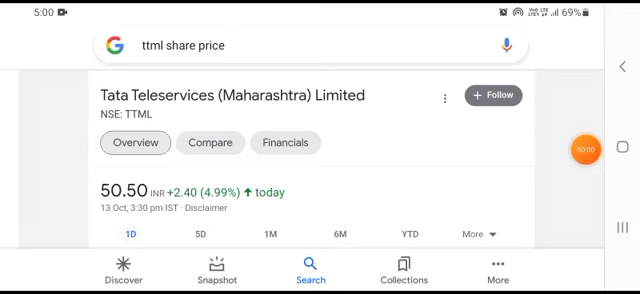 5:00 69%
ttml share price
Tata Teleservices (Maharashtra) Limited
+ Follow
NSE: TTML
Overview Compare Financials
00:00
50.50 INR +2.40 (4.99%) ↑ today
13 Oct, 3:30 pm IST · Disclaimer
1D 5D 1M 6M YTD More
Discover Snapshot Search Collections More